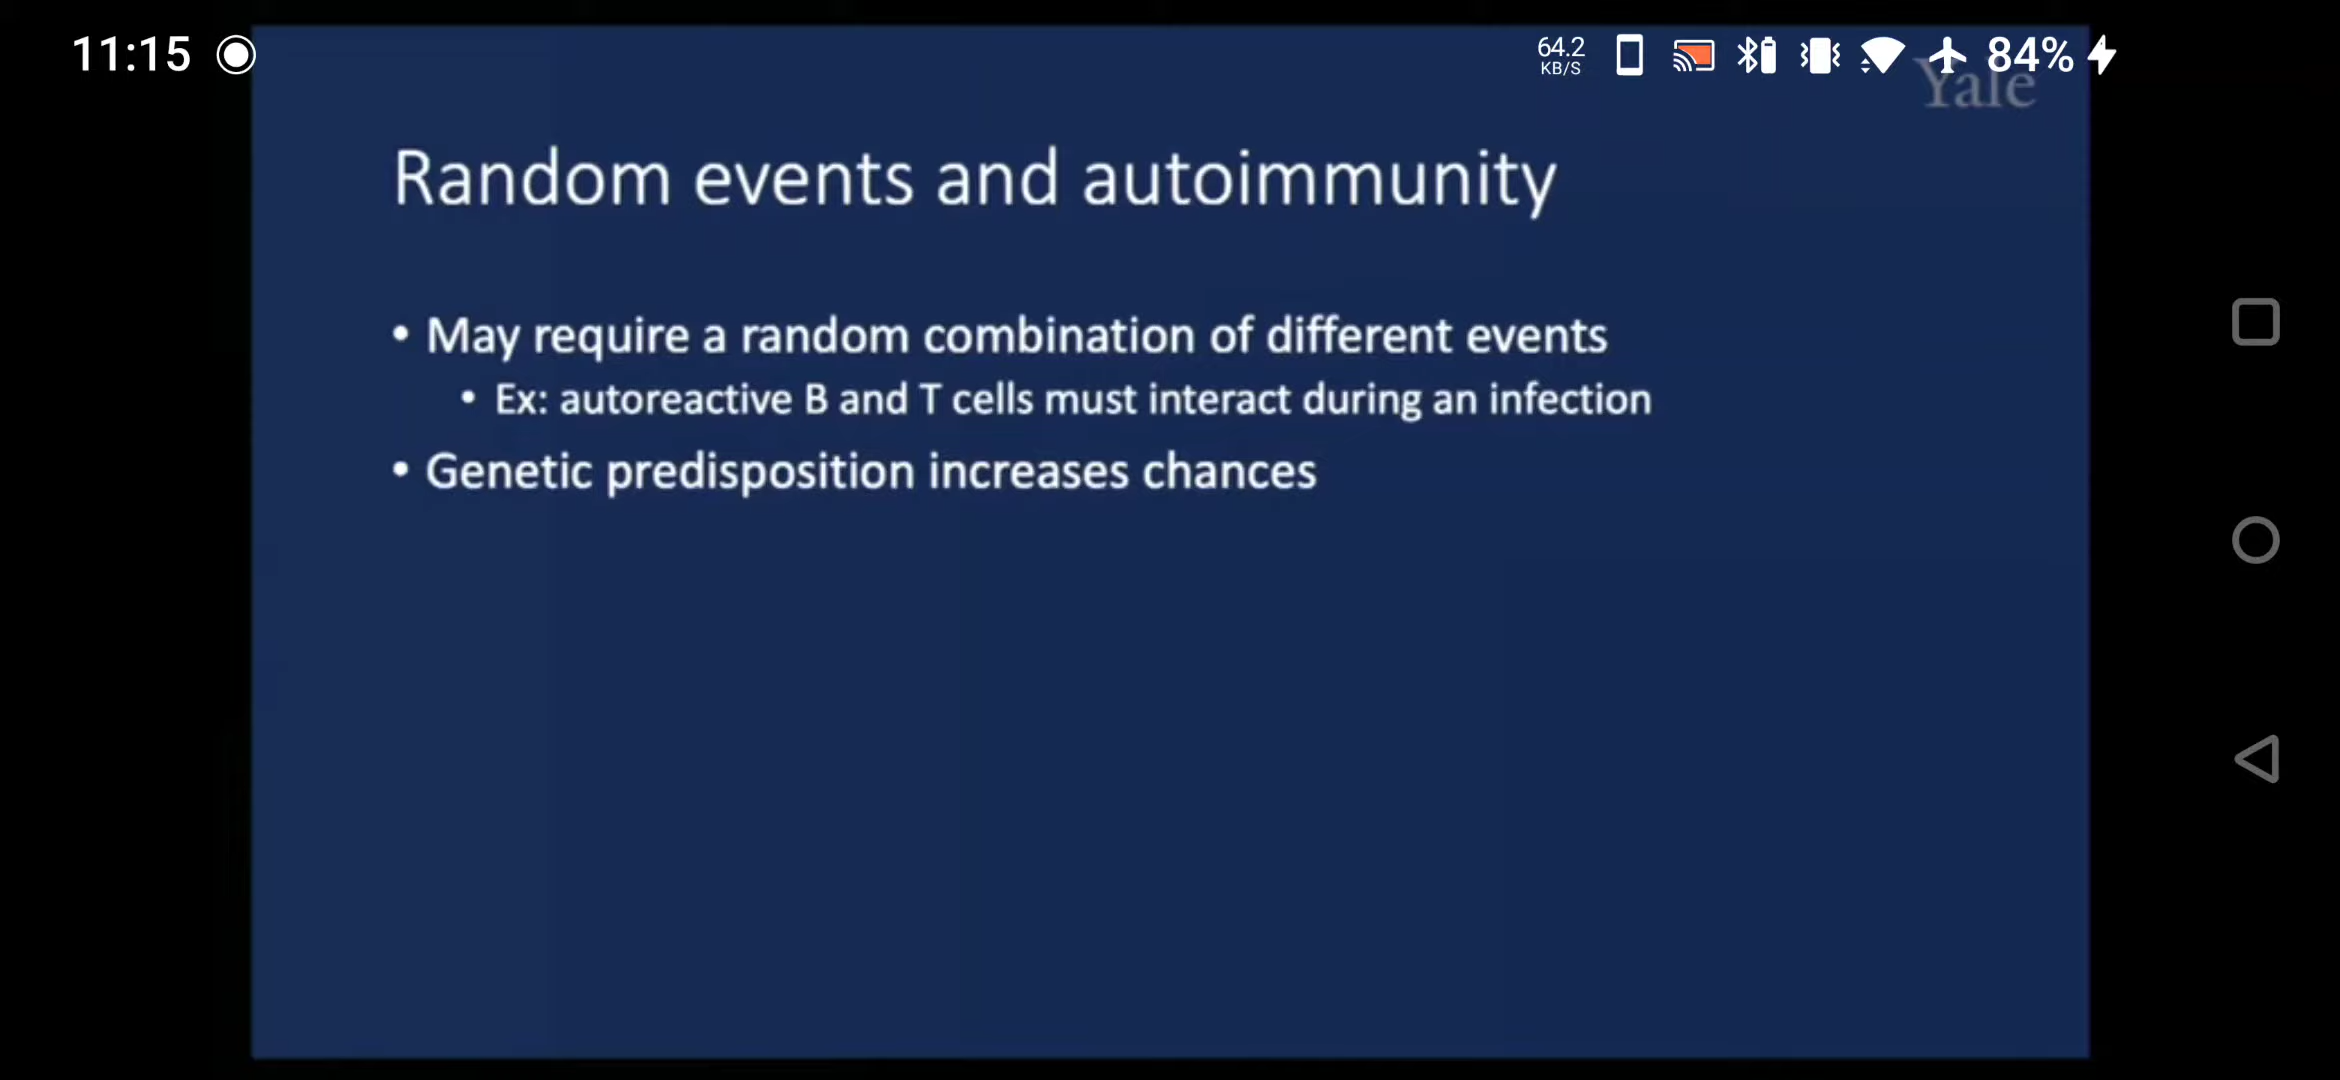 11:15
64.2
KB/S
84%
Yale
Random events and autoimmunity
• May require a random combination of different events
• Ex: autoreactive B and T cells must interact during an infection
• Genetic predisposition increases chances